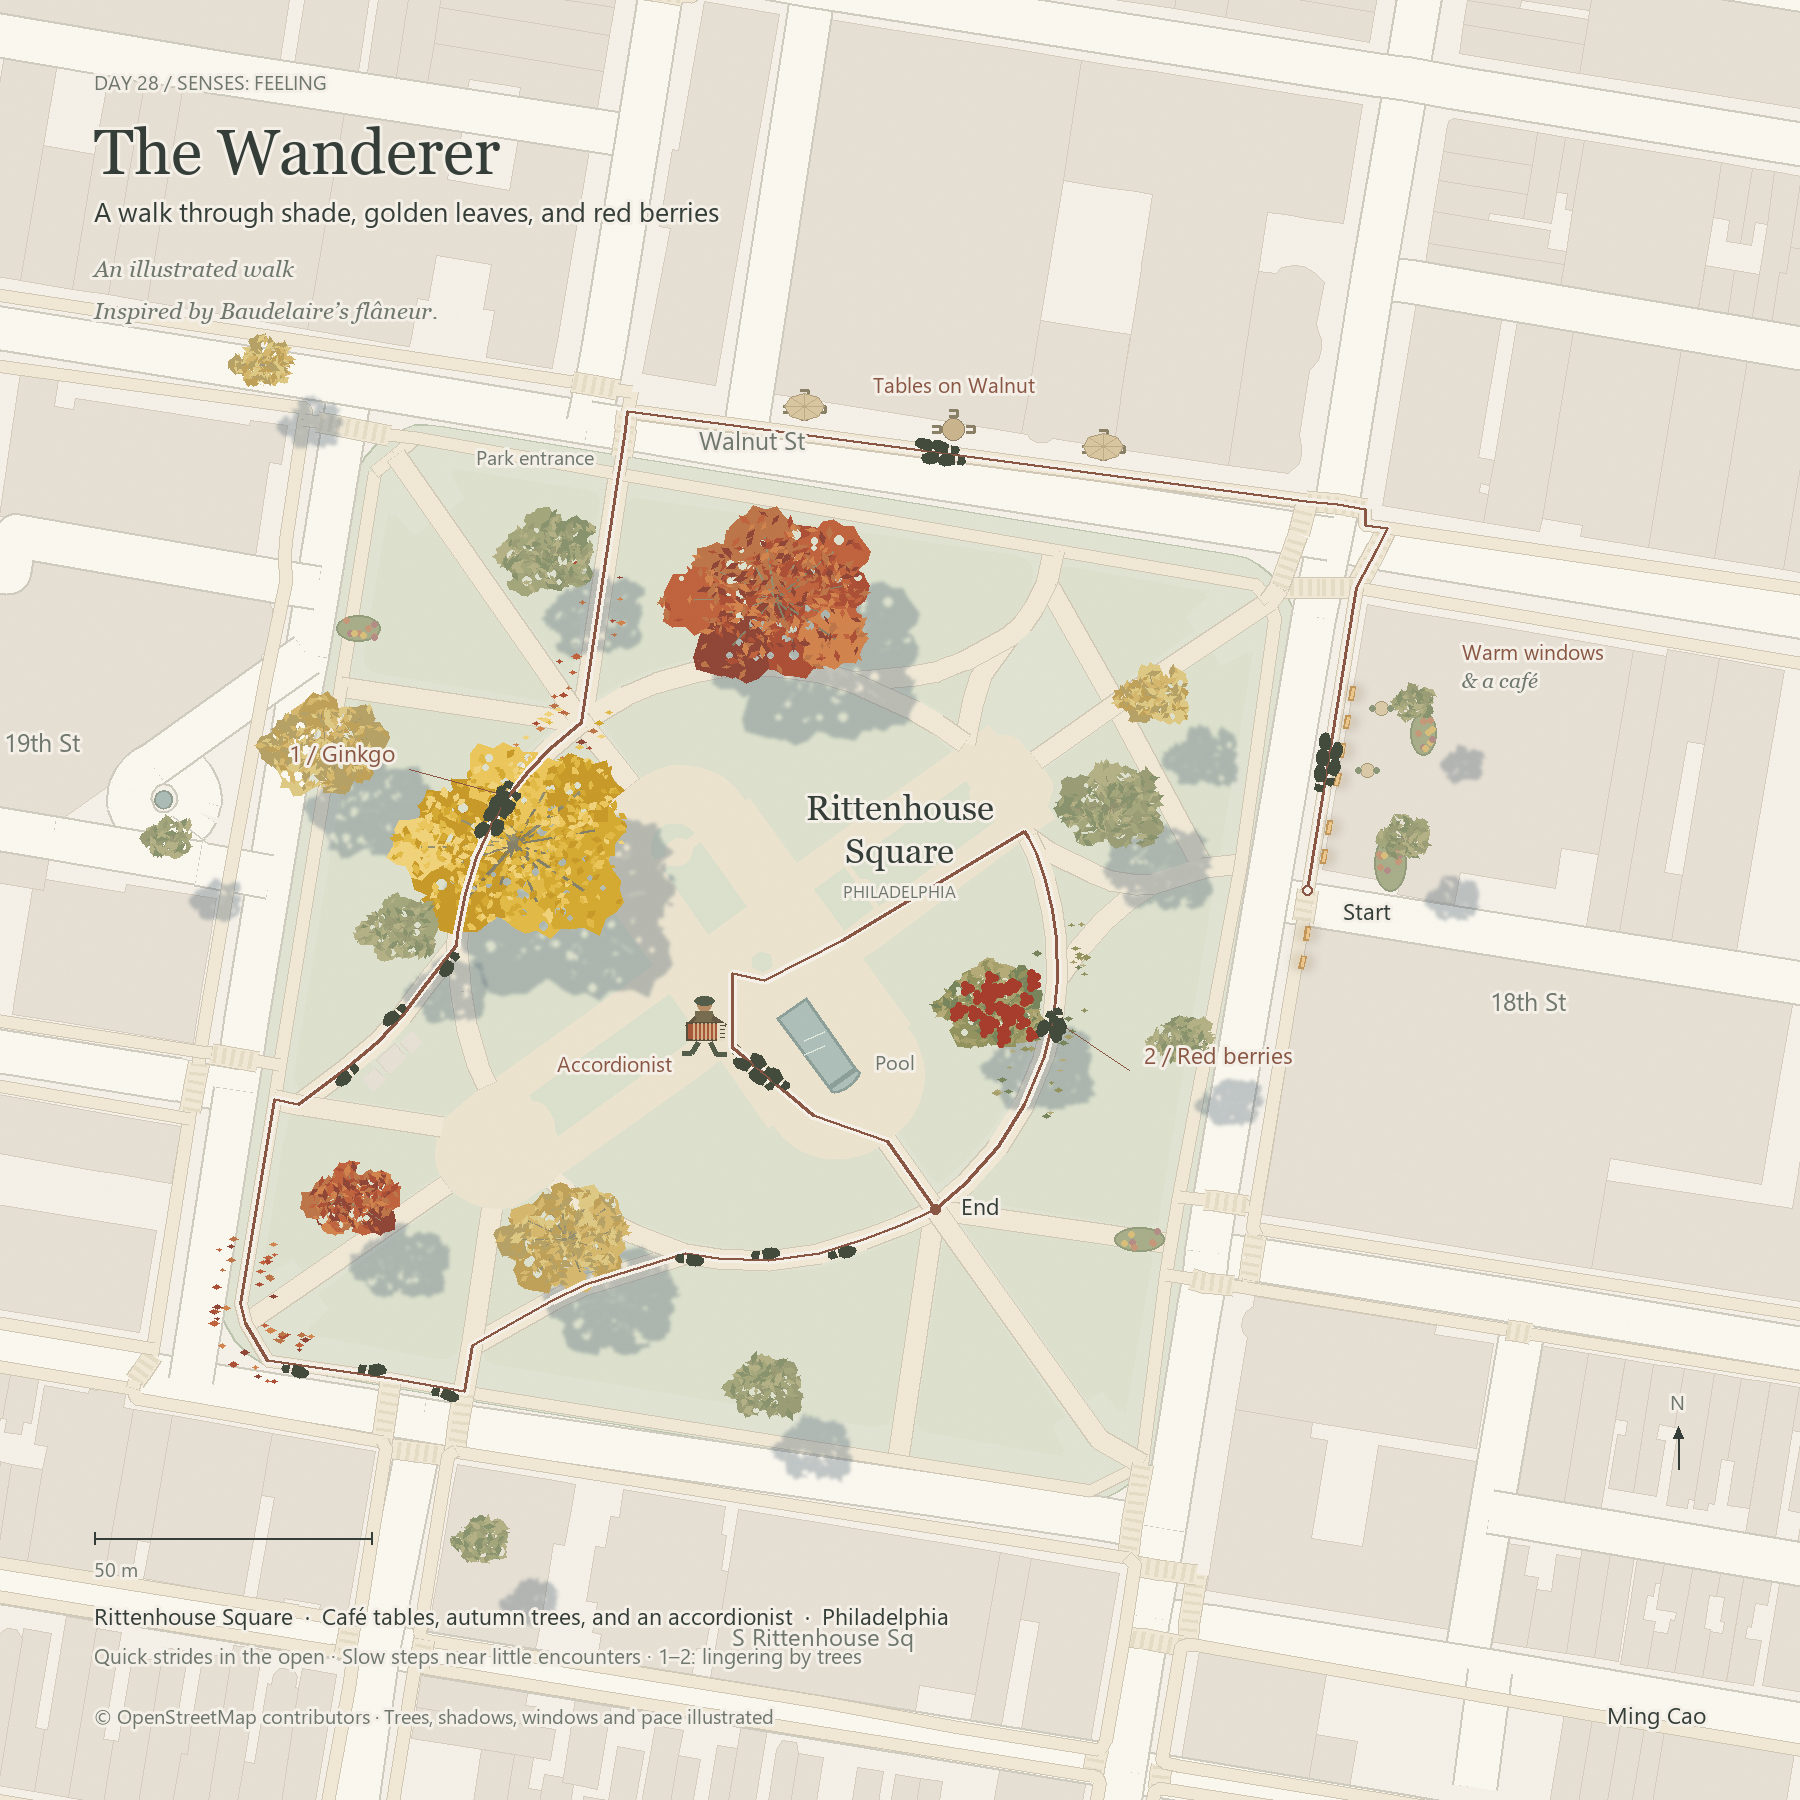 DAY 28 / SENSES: FEELING
The Wanderer
A walk through shade, golden leaves, and red berries
An illustrated walk
Inspired by Baudelaire’s flâneur.
Tables on Walnut
Walnut St
Park entrance
Warm windows
& a café
19th St
1 / Ginkgo
Rittenhouse
Square
PHILADELPHIA
Start
18th St
Accordionist
Pool
2 / Red berries
End
N
50 m
Rittenhouse Square · Café tables, autumn trees, and an accordionist · Philadelphia
S Rittenhouse Sq
Quick strides in the open · Slow steps near little encounters · 1–2: lingering by trees
© OpenStreetMap contributors · Trees, shadows, windows and pace illustrated
Ming Cao